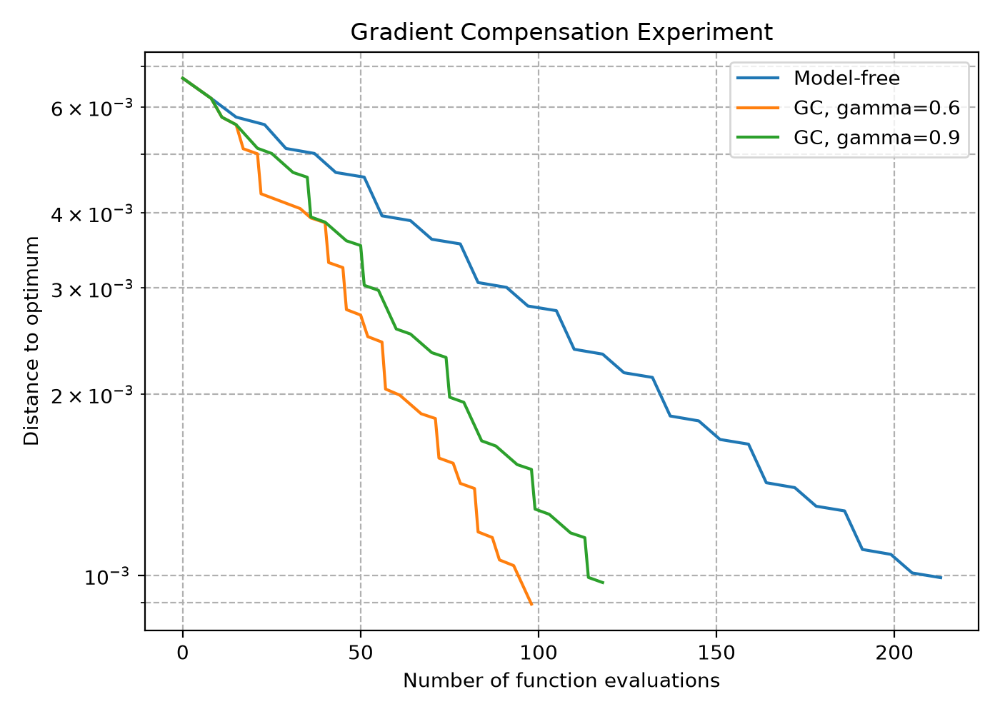 Gradient Compensation Experiment
Model-free
GC, gamma=0.6
GC, gamma=0.9
6 × 10⁻³
4 × 10⁻³
3 × 10⁻³
2 × 10⁻³
10⁻³
Distance to optimum
0 50 100 150 200
Number of function evaluations